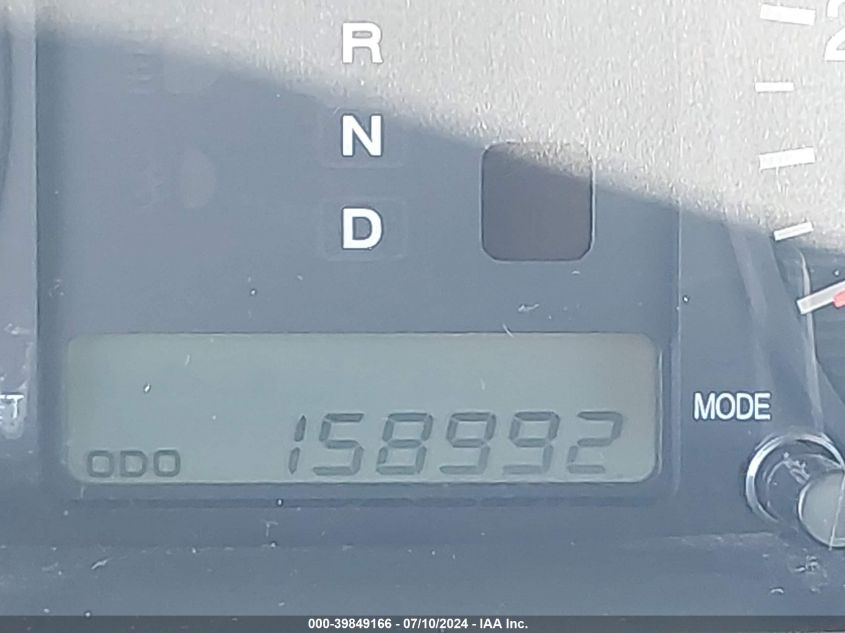 R
N
D
MODE
ODO 158992
000-39849166 - 07/10/2024 - IAA Inc.